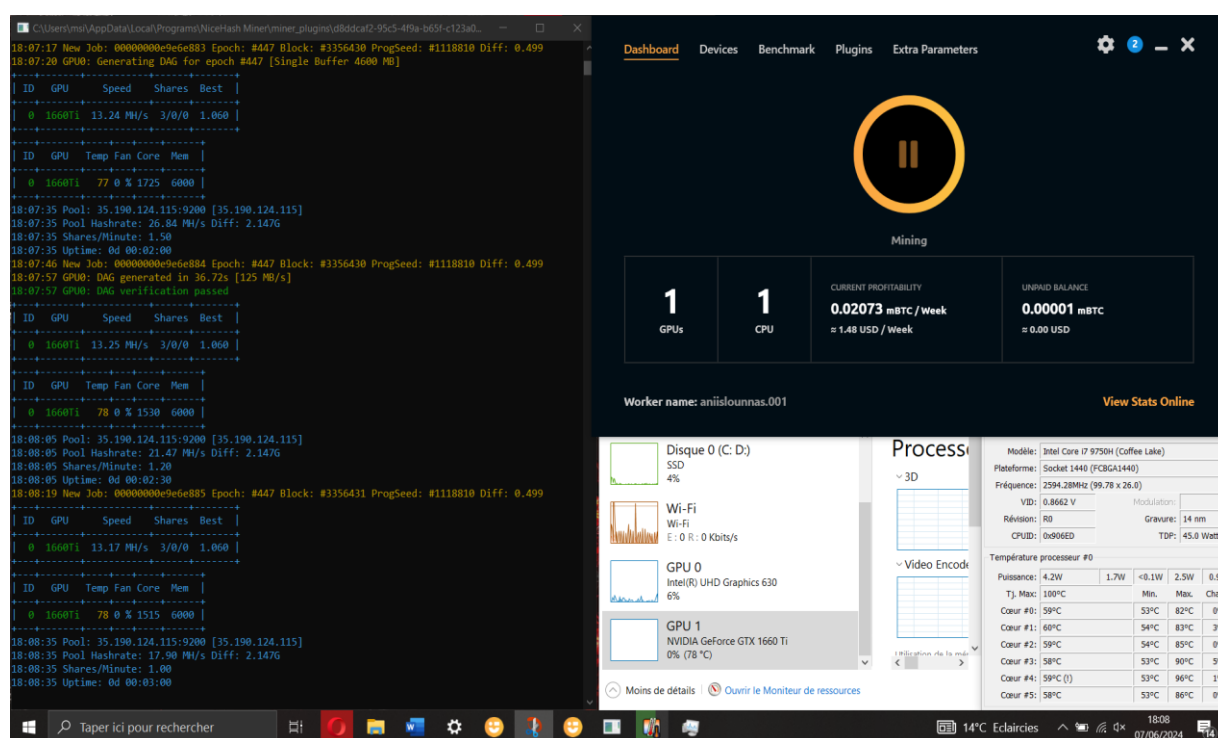 C:\Users\msi\AppData\Local\Programs\NiceHash Miner\miner_plugins\d8ddcaf2-95c5-4f9a-b65f-c123a0...
18:07:17 New Job: 00000000e9e6e883 Epoch: #447 Block: #3356430 ProgSeed: #1118810 Diff: 0.499
18:07:20 GPU0: Generating DAG for epoch #447 [Single Buffer 4600 MB]
ID GPU Speed Shares Best
0 1660Ti 13.24 MH/s 3/0/0 1.060
ID GPU Temp Fan Core Mem
0 1660Ti 77 0 % 1725 6000
18:07:35 Pool: 35.190.124.115:9200 [35.190.124.115]
18:07:35 Pool Hashrate: 26.84 MH/s Diff: 2.147G
18:07:35 Shares/Minute: 1.50
18:07:35 Uptime: 0d 00:02:00
18:07:46 New Job: 00000000e9e6e884 Epoch: #447 Block: #3356430 ProgSeed: #1118810 Diff: 0.499
18:07:57 GPU0: DAG generated in 36.72s [125 MB/s]
18:07:57 GPU0: DAG verification passed
ID GPU Speed Shares Best
0 1660Ti 13.25 MH/s 3/0/0 1.060
ID GPU Temp Fan Core Mem
0 1660Ti 78 0 % 1530 6000
18:08:05 Pool: 35.190.124.115:9200 [35.190.124.115]
18:08:05 Pool Hashrate: 21.47 MH/s Diff: 2.147G
18:08:05 Shares/Minute: 1.20
18:08:05 Uptime: 0d 00:02:30
18:08:19 New Job: 00000000e9e6e885 Epoch: #447 Block: #3356431 ProgSeed: #1118810 Diff: 0.499
ID GPU Speed Shares Best
0 1660Ti 13.17 MH/s 3/0/0 1.060
ID GPU Temp Fan Core Mem
0 1660Ti 78 0 % 1515 6000
18:08:35 Pool: 35.190.124.115:9200 [35.190.124.115]
18:08:35 Pool Hashrate: 17.90 MH/s Diff: 2.147G
18:08:35 Shares/Minute: 1.00
18:08:35 Uptime: 0d 00:03:00
Dashboard Devices Benchmark Plugins Extra Parameters
2
Mining
1
GPUs
1
CPU
CURRENT PROFITABILITY
0.02073 mBTC / Week
≈ 1.48 USD / Week
UNPAID BALANCE
0.00001 mBTC
≈ 0.00 USD
Worker name: aniislounnas.001
View Stats Online
Disque 0 (C: D:)
SSD
4%
Wi-Fi
Wi-Fi
E : 0 R : 0 Kbits/s
GPU 0
Intel(R) UHD Graphics 630
6%
GPU 1
NVIDIA GeForce GTX 1660 Ti
0% (78 °C)
Moins de détails
Ouvrir le Moniteur de ressources
Process
3D
Video Encode
Modèle: Intel Core i7 9750H (Coffee Lake)
Plateforme: Socket 1440 (FCBGA1440)
Fréquence: 2594.28MHz (99.78 x 26.0)
VID: 0.8662 V Modulation:
Révision: R0 Gravure: 14 nm
CPUID: 0x906ED TDP: 45.0 Watt
Température processeur #0
Puissance: 4.2W 1.7W <0.1W 2.5W
Tj. Max: 100°C Min. Max.
Cœur #0: 59°C 53°C 82°C
Cœur #1: 60°C 54°C 83°C
Cœur #2: 59°C 54°C 85°C
Cœur #3: 58°C 53°C 90°C
Cœur #4: 59°C (!) 53°C 96°C
Cœur #5: 58°C 53°C 86°C
Taper ici pour rechercher
14°C Eclaircies
18:08
07/06/2024
14